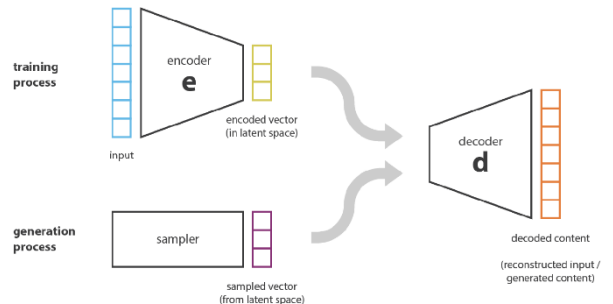 training
process
encoder
e
input
encoded vector
(in latent space)
decoder
d
generation
process
sampler
sampled vector
(from latent space)
decoded content
(reconstructed input /
generated content)